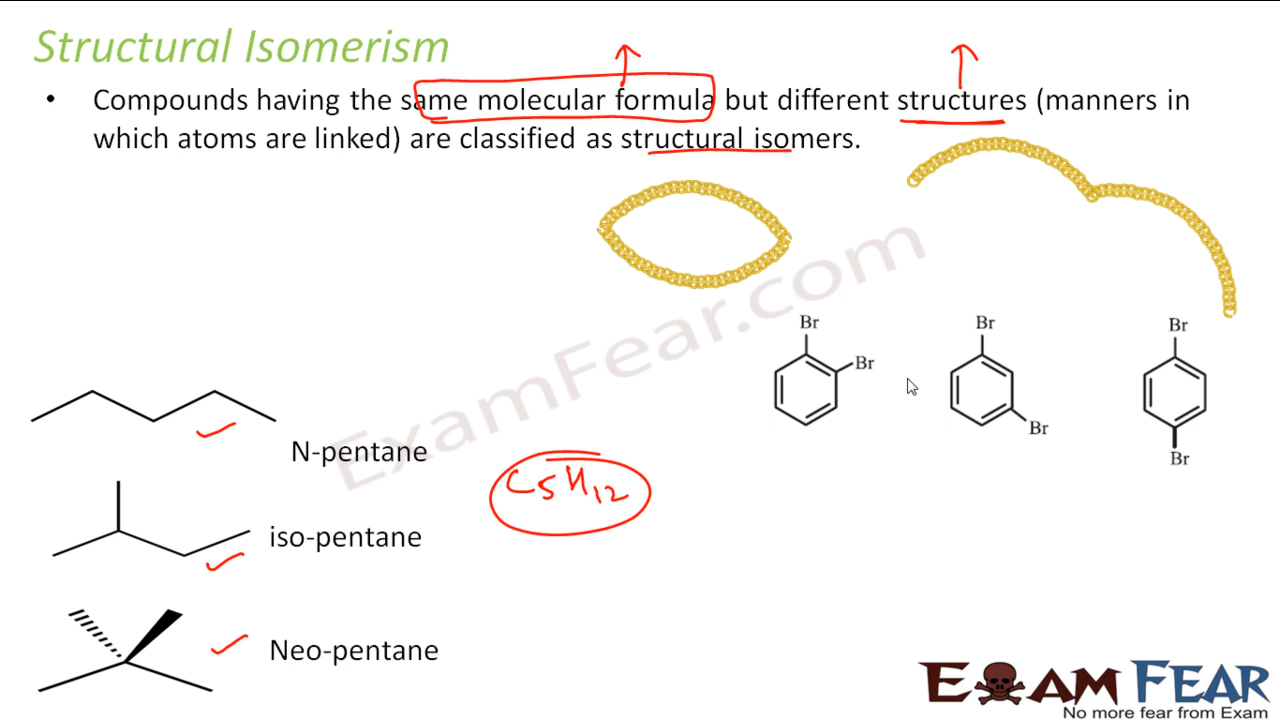 Structural Isomerism
• Compounds having the same molecular formula but different structures (manners in
which atoms are linked) are classified as structural isomers.
ExamFear.com
Br
Br
Br
Br
Br
Br
N-pentane
C5H12
iso-pentane
Neo-pentane
EXAM FEAR
No more fear from Exam